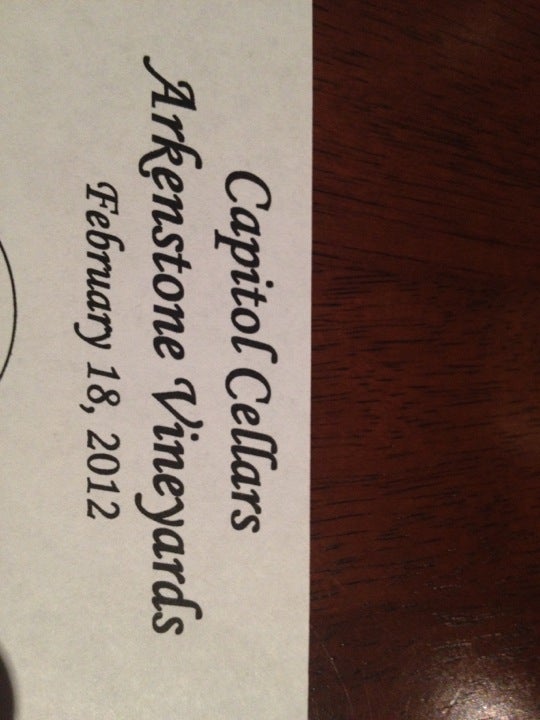 Capitol Cellars
Arkenstone Vineyards
February 18, 2012